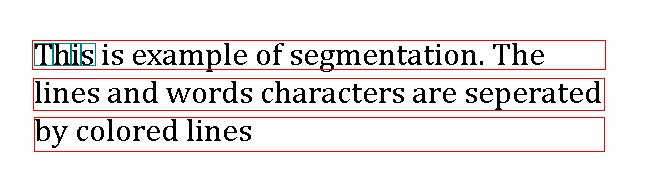 This is example of segmentation. The
lines and words characters are seperated
by colored lines